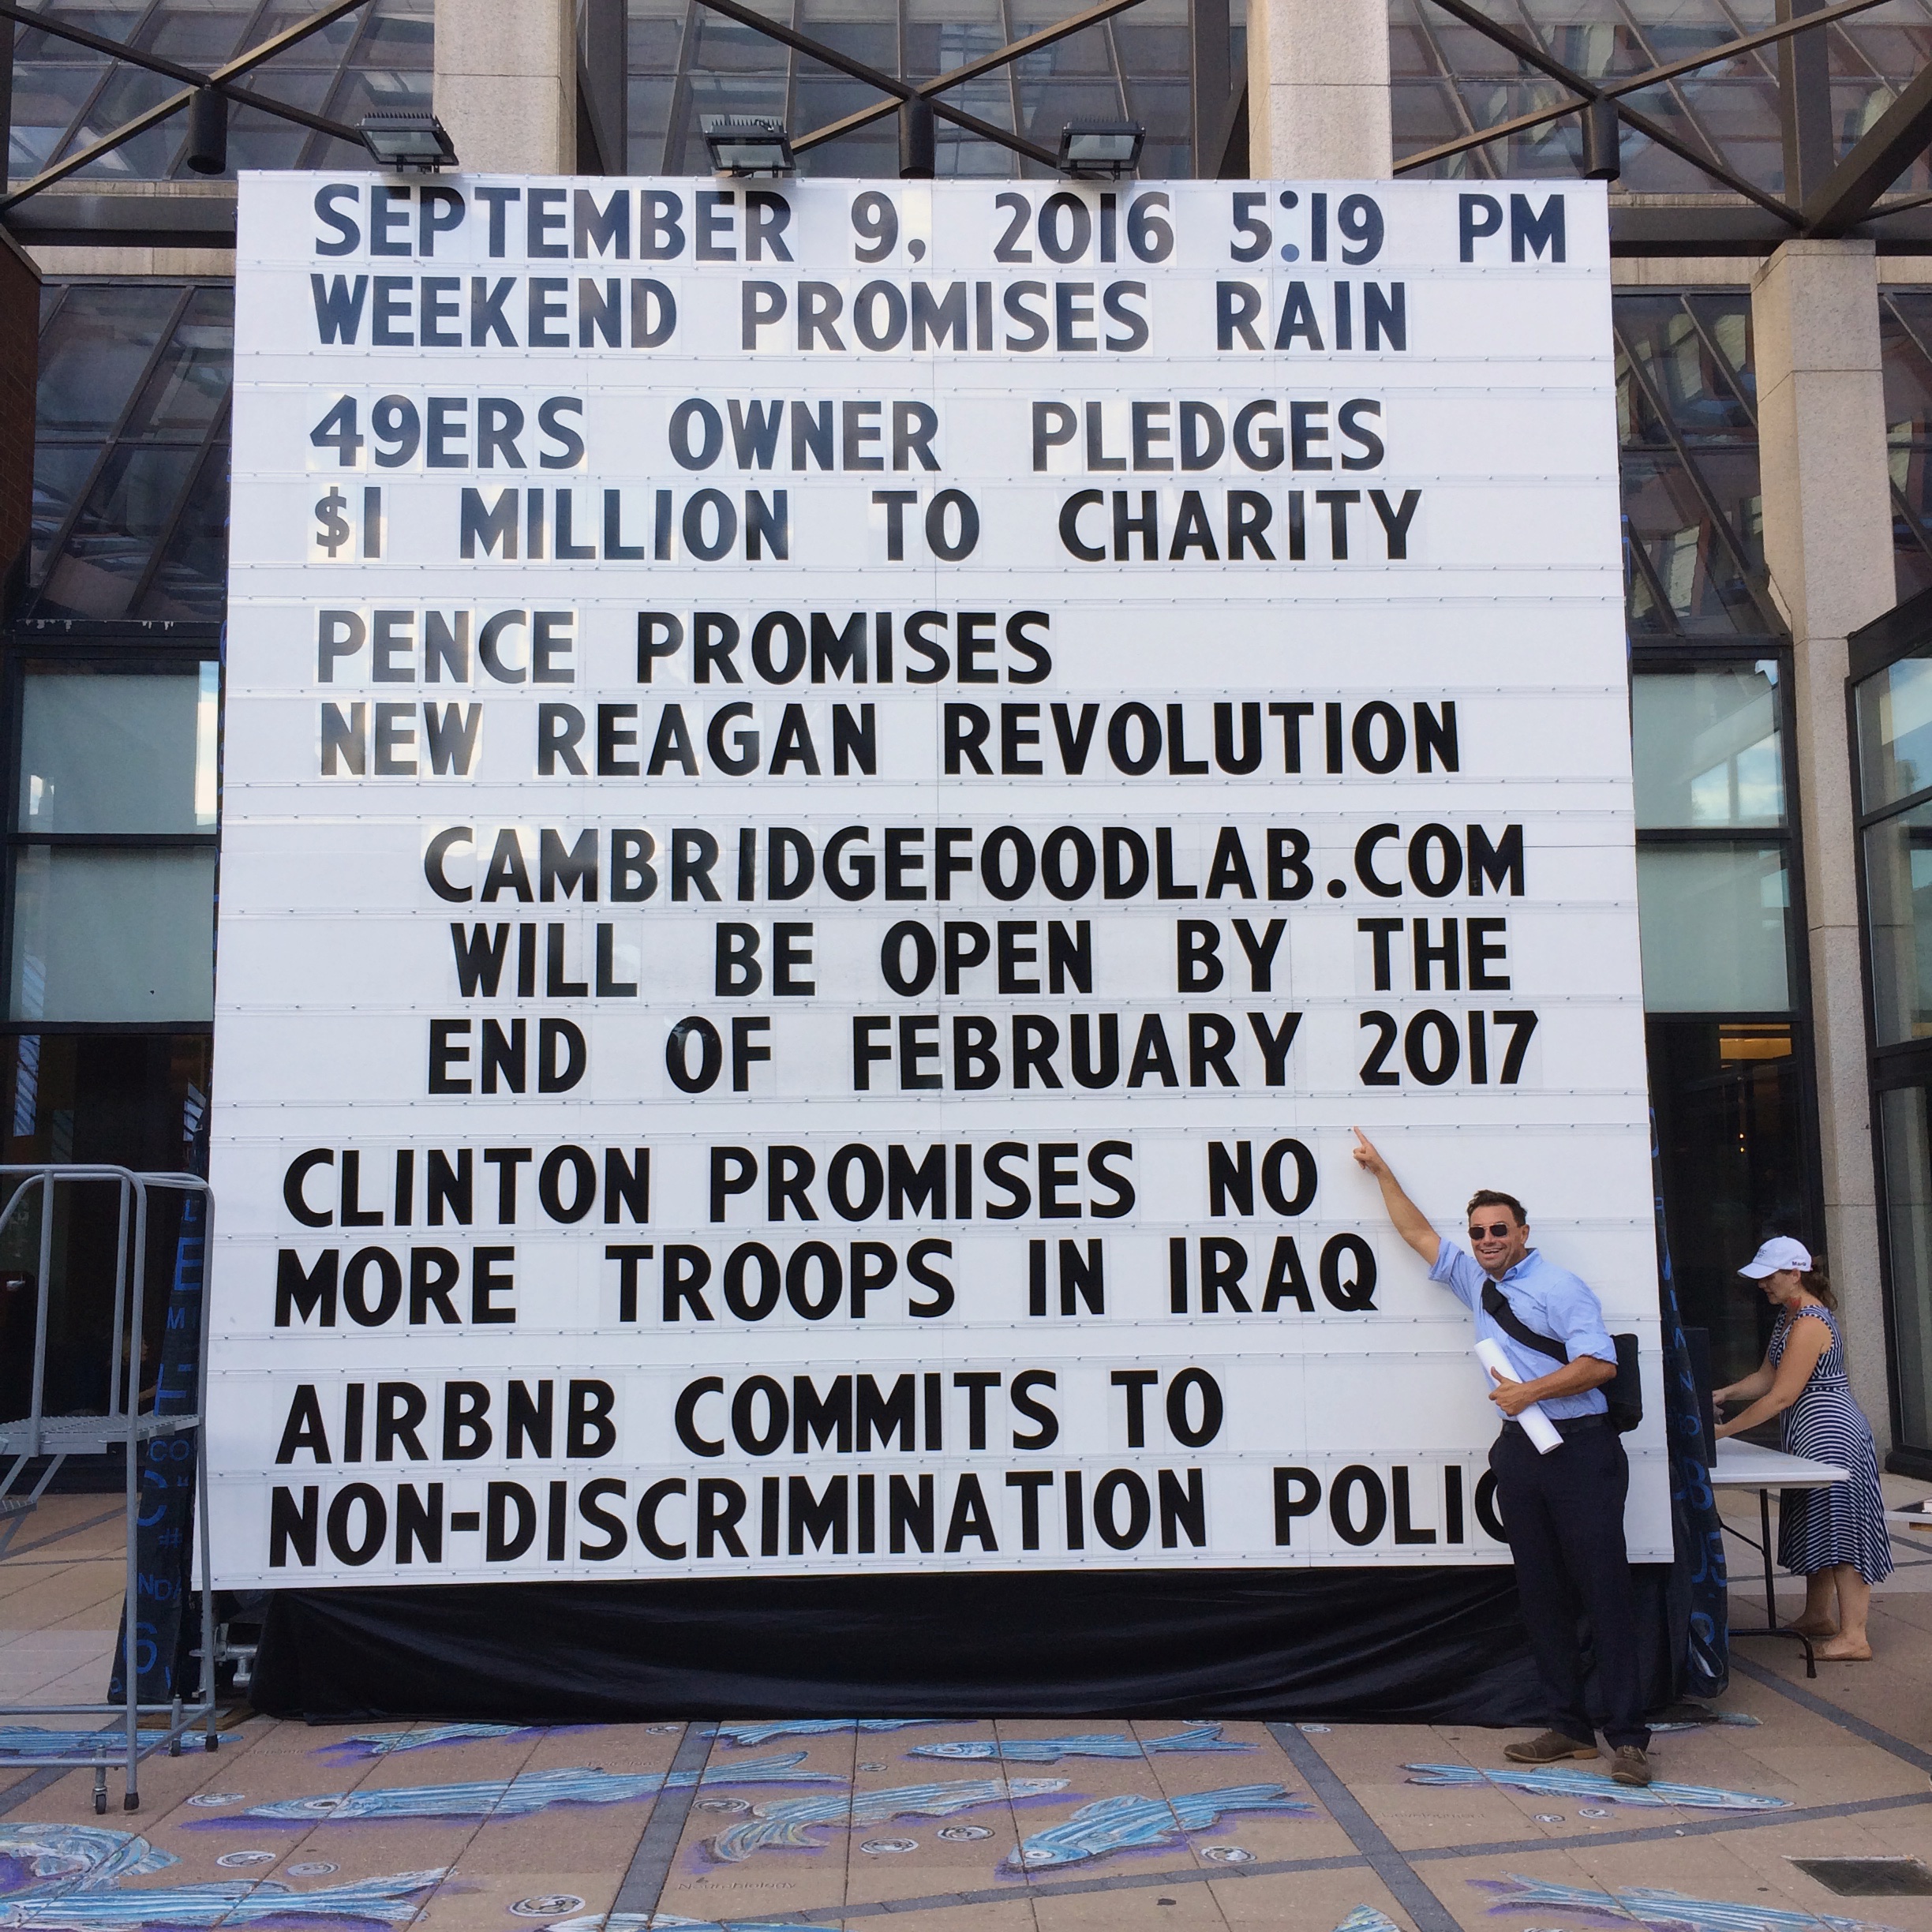 SEPTEMBER 9, 2016 5:19 PM
WEEKEND PROMISES RAIN
49ERS OWNER PLEDGES
$1 MILLION TO CHARITY
PENCE PROMISES
NEW REAGAN REVOLUTION
CAMBRIDGEFOODLAB.COM
WILL BE OPEN BY THE
END OF FEBRUARY 2017
CLINTON PROMISES NO
MORE TROOPS IN IRAQ
AIRBNB COMMITS TO
NON-DISCRIMINATION POLIC
Neurobiology